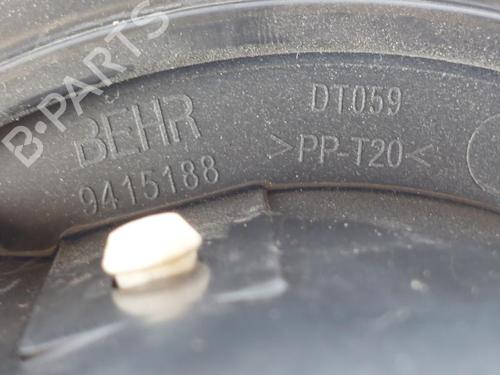 B-PARTS
BEHR
9415188
DT059
>PP-T20<